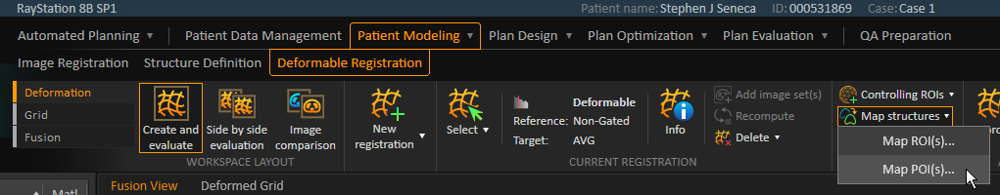 RayStation 8B SP1
Patient name: Stephen J Seneca ID: 000531869 Case: Case 1
Automated Planning Patient Data Management Patient Modeling Plan Design Plan Optimization Plan Evaluation QA Preparation
Image Registration Structure Definition Deformable Registration
Deformation
Grid
Fusion
Create and
evaluate
Side by side
evaluation
Image
comparison
WORKSPACE LAYOUT
New
registration
Select
Deformable
Reference: Non-Gated
Target: AVG
Info
Add image set(s)
Recompute
Delete
CURRENT REGISTRATION
Controlling ROIs
Map structures
Map ROI(s)...
Map POI(s)...
Fusion View Deformed Grid